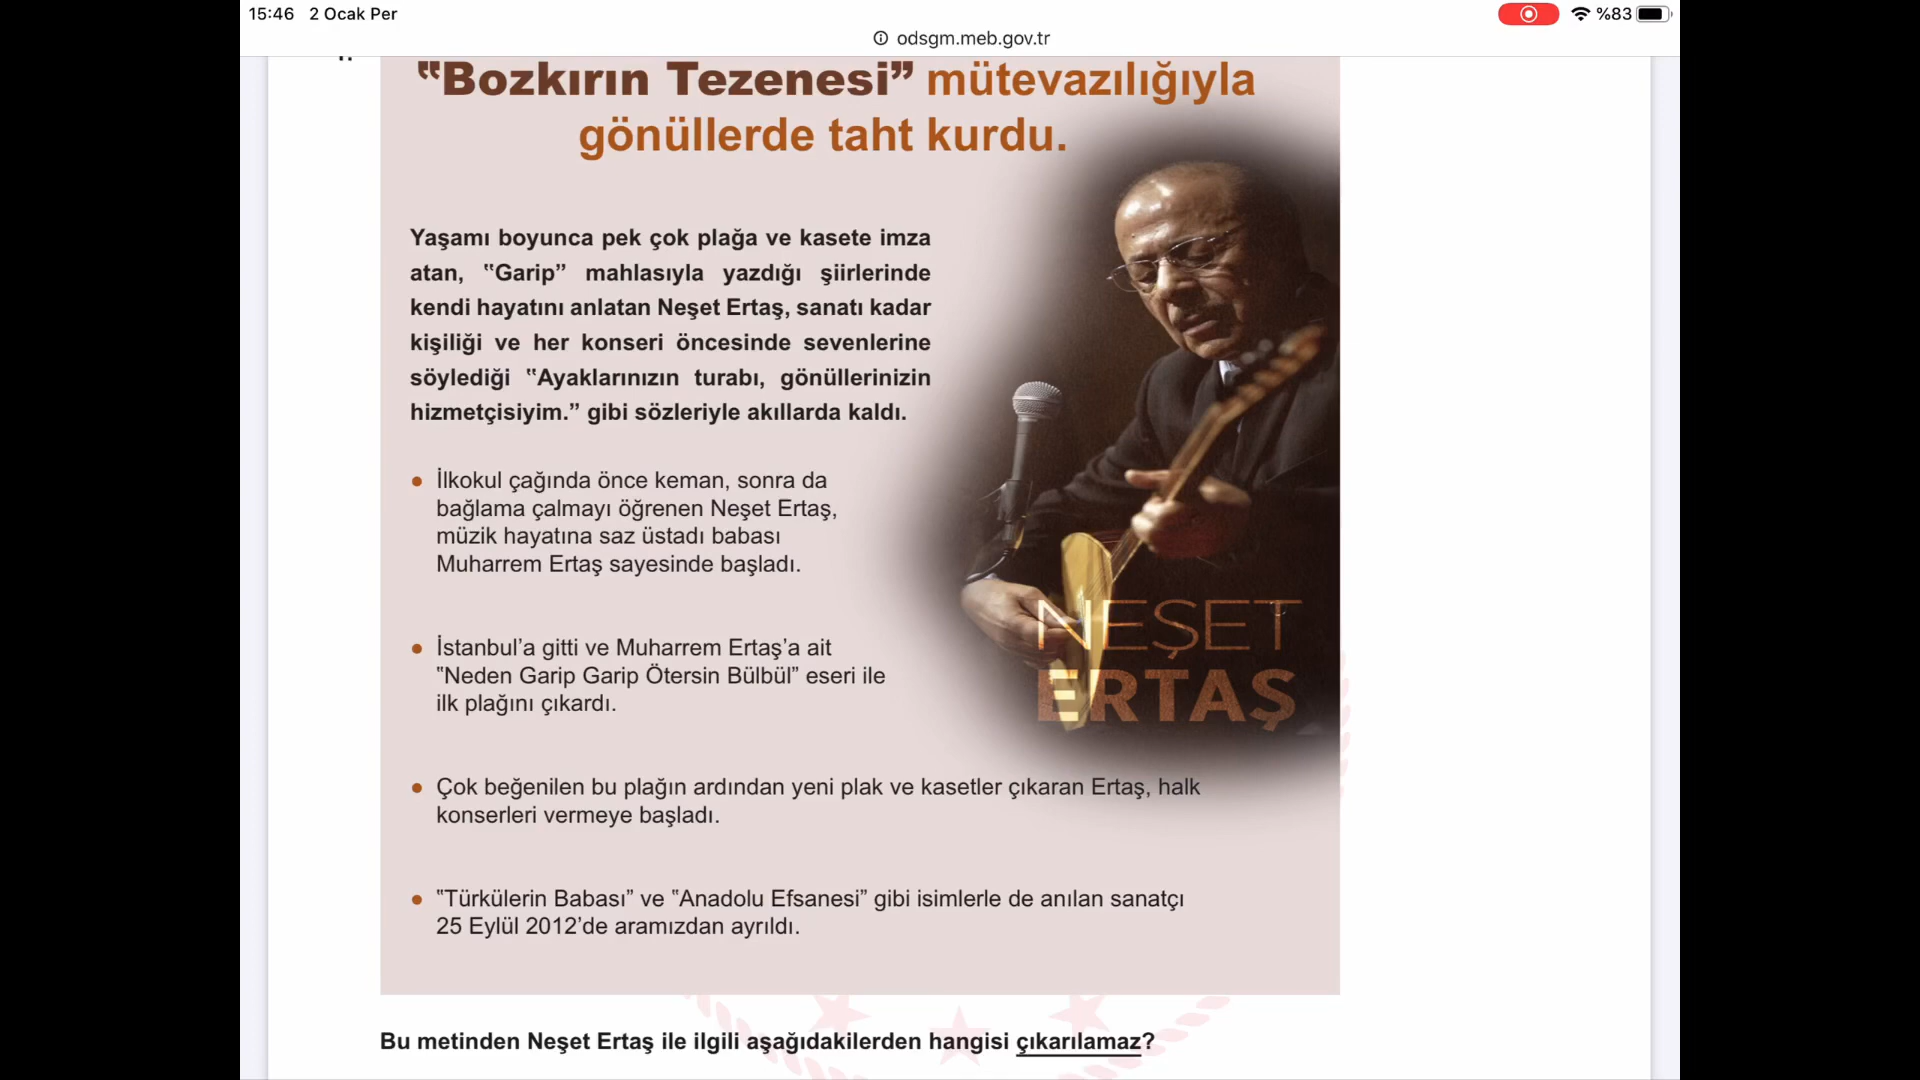 15:46 2 Ocak Per
%83
odsgm.meb.gov.tr
“Bozkırın Tezenesi” mütevazılığıyla
gönüllerde taht kurdu.
Yaşamı boyunca pek çok plağa ve kasete imza
atan, “Garip” mahlasıyla yazdığı şiirlerinde
kendi hayatını anlatan Neşet Ertaş, sanatı kadar
kişiliği ve her konseri öncesinde sevenlerine
söylediği “Ayaklarınızın turabı, gönüllerinizin
hizmetçisiyim.” gibi sözleriyle akıllarda kaldı.
● İlkokul çağında önce keman, sonra da
bağlama çalmayı öğrenen Neşet Ertaş,
müzik hayatına saz üstadı babası
Muharrem Ertaş sayesinde başladı.
● İstanbul’a gitti ve Muharrem Ertaş’a ait
“Neden Garip Garip Ötersin Bülbül” eseri ile
ilk plağını çıkardı.
NEŞET
ERTAŞ
● Çok beğenilen bu plağın ardından yeni plak ve kasetler çıkaran Ertaş, halk
konserleri vermeye başladı.
● “Türkülerin Babası” ve “Anadolu Efsanesi” gibi isimlerle de anılan sanatçı
25 Eylül 2012’de aramızdan ayrıldı.
Bu metinden Neşet Ertaş ile ilgili aşağıdakilerden hangisi çıkarılamaz?